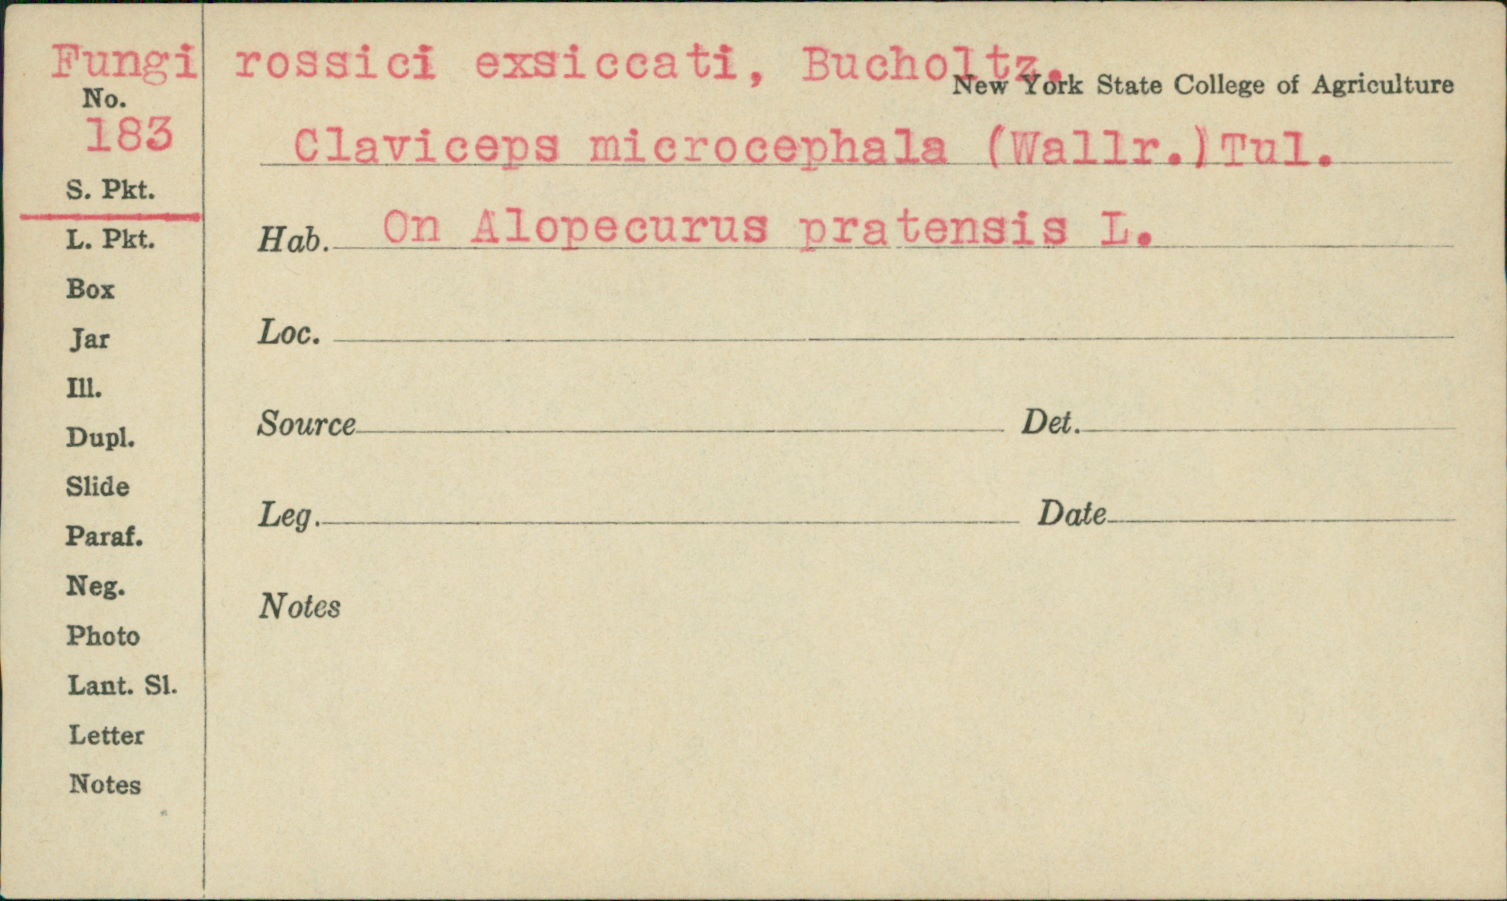 Fungi rossici exsiccati, Bucholtz.
New York State College of Agriculture
No.
183
Claviceps microcephala (Wallr.)Tul.
S. Pkt.
Hab. On Alopecurus pratensis L.
L. Pkt.
Box
Loc.
Jar
Ill.
Source Det.
Dupl.
Slide
Leg. Date
Paraf.
Neg.
Notes
Photo
Lant. Sl.
Letter
Notes